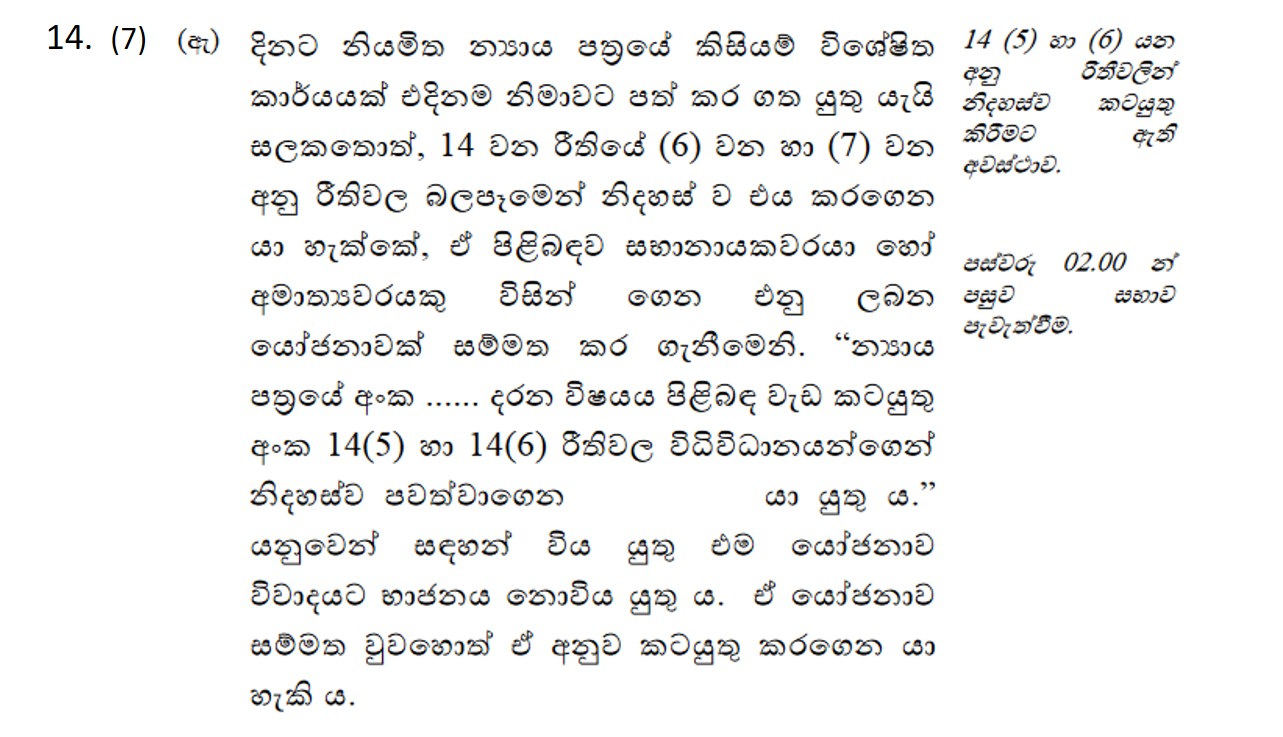 14. (7) (ඇ) දිනට නියමිත න්‍යාය පත්‍රයේ කිසියම් විශේෂිත
කාර්යයක් එදිනම නිමාවට පත් කර ගත යුතු යැයි
සලකතොත්, 14 වන රීතියේ (6) වන හා (7) වන
අනු රීතිවල බලපෑමෙන් නිදහස් ව එය කරගෙන
යා හැක්කේ, ඒ පිළිබඳව සභානායකවරයා හෝ
අමාත්‍යවරයකු විසින් ගෙන එනු ලබන
යෝජනාවක් සම්මත කර ගැනීමෙනි. “න්‍යාය
පත්‍රයේ අංක ...... දරන විෂයය පිළිබඳ වැඩ කටයුතු
අංක 14(5) හා 14(6) රීතිවල විධිවිධානයන්ගෙන්
නිදහස්ව පවත්වාගෙන යා යුතු ය.”
යනුවෙන් සඳහන් විය යුතු එම යෝජනාව
විවාදයට භාජනය නොවිය යුතු ය. ඒ යෝජනාව
සම්මත වුවහොත් ඒ අනුව කටයුතු කරගෙන යා
හැකි ය.
14 (5) හා (6) යන
අනු රීතිවලින්
නිදහස්ව කටයුතු
කිරීමට ඇති
අවස්ථාව.
පස්වරු 02.00 න්
පසුව සභාව
පැවැත්වීම.